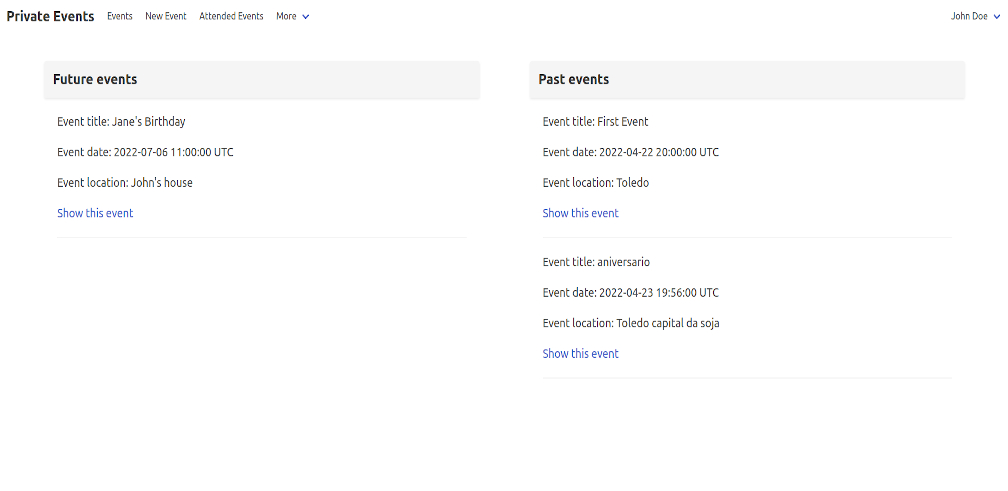 Private Events Events New Event Attended Events More John Doe
Future events
Event title: Jane's Birthday
Event date: 2022-07-06 11:00:00 UTC
Event location: John's house
Show this event
Past events
Event title: First Event
Event date: 2022-04-22 20:00:00 UTC
Event location: Toledo
Show this event
Event title: aniversario
Event date: 2022-04-23 19:56:00 UTC
Event location: Toledo capital da soja
Show this event